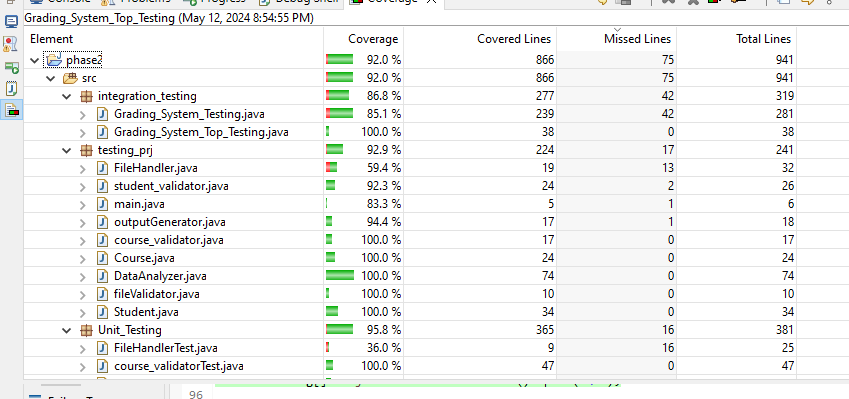 Console Problems Progress Debug Shell Coverage
Grading_System_Top_Testing (May 12, 2024 8:54:55 PM)
Element Coverage Covered Lines Missed Lines Total Lines
phase2 92.0 % 866 75 941
src 92.0 % 866 75 941
integration_testing 86.8 % 277 42 319
Grading_System_Testing.java 85.1 % 239 42 281
Grading_System_Top_Testing.java 100.0 % 38 0 38
testing_prj 92.9 % 224 17 241
FileHandler.java 59.4 % 19 13 32
student_validator.java 92.3 % 24 2 26
main.java 83.3 % 5 1 6
outputGenerator.java 94.4 % 17 1 18
course_validator.java 100.0 % 17 0 17
Course.java 100.0 % 24 0 24
DataAnalyzer.java 100.0 % 74 0 74
fileValidator.java 100.0 % 10 0 10
Student.java 100.0 % 34 0 34
Unit_Testing 95.8 % 365 16 381
FileHandlerTest.java 36.0 % 9 16 25
course_validatorTest.java 100.0 % 47 0 47
96